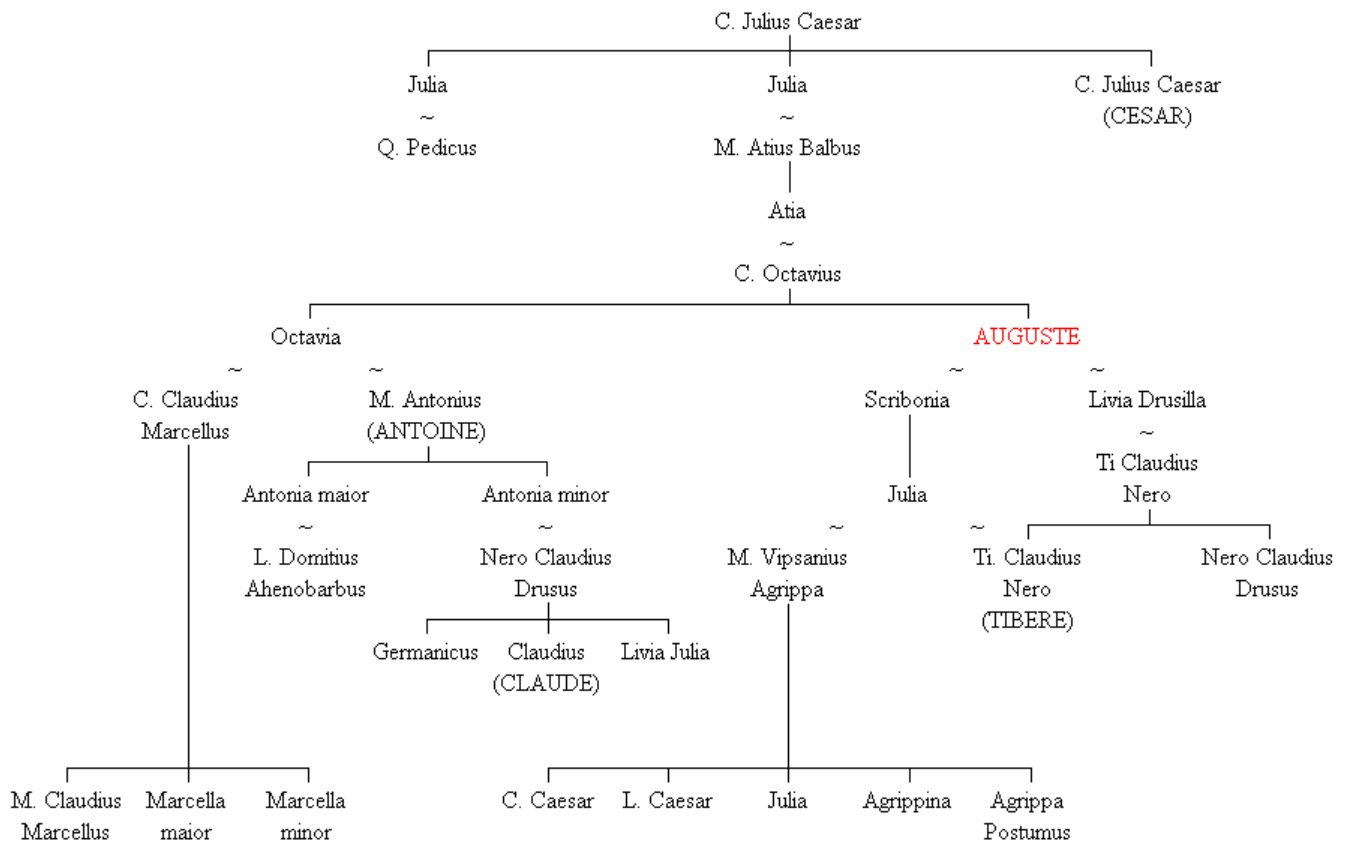 C. Julius Caesar
Julia Julia C. Julius Caesar
~ ~ (CESAR)
Q. Pedicus M. Atius Balbus
Atia
~
C. Octavius
Octavia AUGUSTE
~ ~ ~ ~
C. Claudius M. Antonius Scribonia Livia Drusilla
Marcellus (ANTOINE) ~
Ti Claudius
Antonia maior Antonia minor Julia Nero
~ ~ ~ ~
L. Domitius Nero Claudius M. Vipsanius Ti. Claudius Nero Claudius
Ahenobarbus Drusus Agrippa Nero Drusus
(TIBERE)
Germanicus Claudius Livia Julia
(CLAUDE)
M. Claudius Marcella Marcella C. Caesar L. Caesar Julia Agrippina Agrippa
Marcellus maior minor Postumus